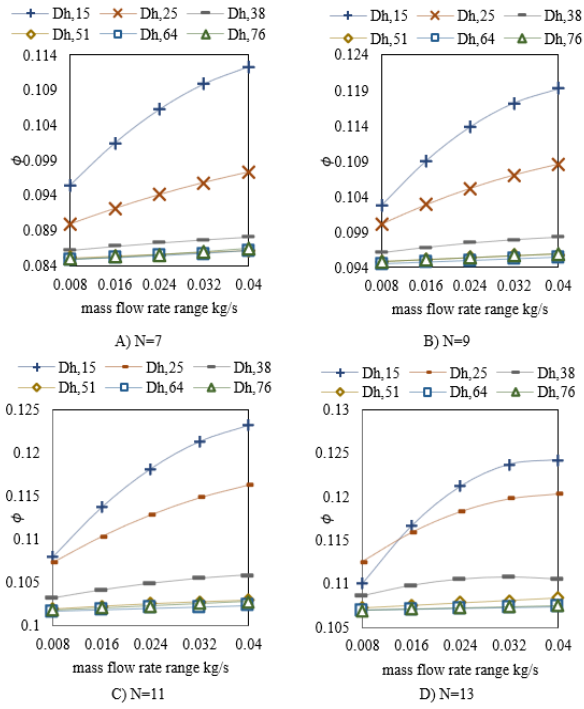 Dh,15 Dh,25 Dh,38
Dh,51 Dh,64 Dh,76
0.114
0.109
0.104
0.099
0.094
0.089
0.084
ϕ
0.008 0.016 0.024 0.032 0.04
mass flow rate range kg/s
A) N=7
Dh,15 Dh,25 Dh,38
Dh,51 Dh,64 Dh,76
0.124
0.119
0.114
0.109
0.104
0.099
0.094
ϕ
0.008 0.016 0.024 0.032 0.04
mass flow rate range kg/s
B) N=9
Dh,15 Dh,25 Dh,38
Dh,51 Dh,64 Dh,76
0.125
0.12
0.115
0.11
0.105
0.1
ϕ
0.008 0.016 0.024 0.032 0.04
mass flow rate range kg/s
C) N=11
Dh,15 Dh,25 Dh,38
Dh,51 Dh,64 Dh,76
0.13
0.125
0.12
0.115
0.11
0.105
ϕ
0.008 0.016 0.024 0.032 0.04
mass flow rate range kg/s
D) N=13